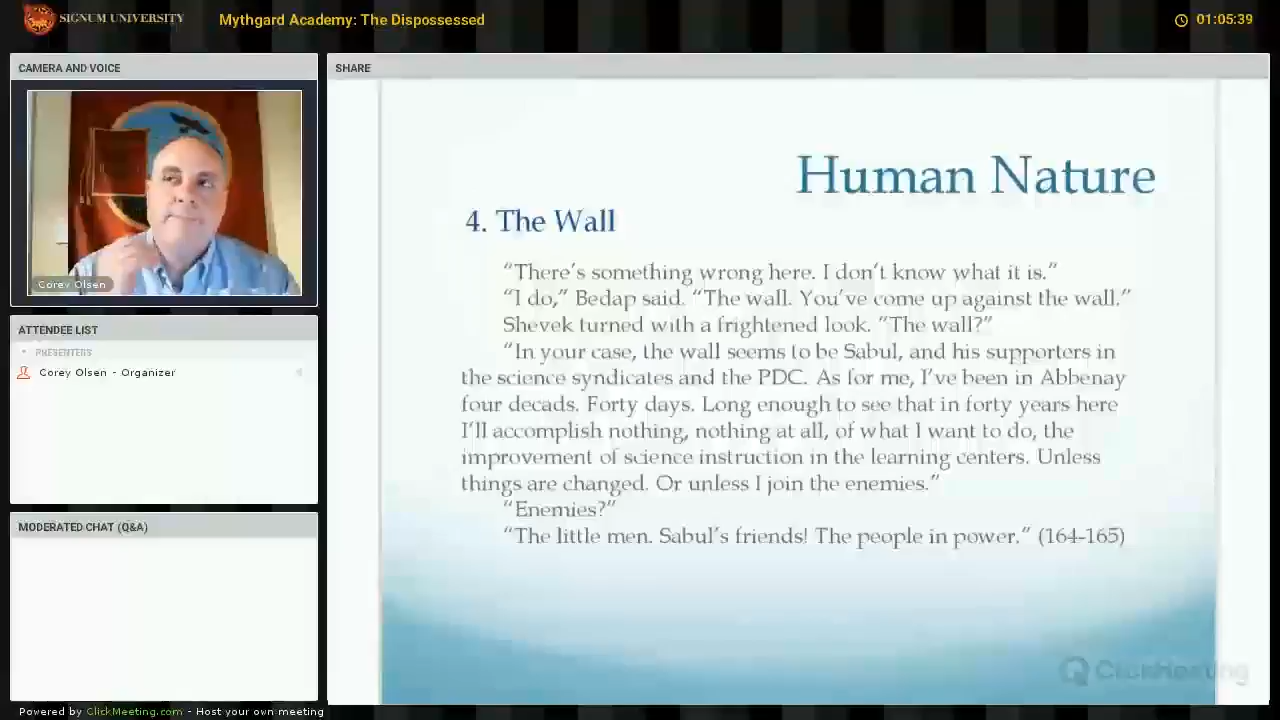 SIGNUM UNIVERSITY
Mythgard Academy: The Dispossessed
01:05:39
CAMERA AND VOICE
Corey Olsen
ATTENDEE LIST
PRESENTERS
Corey Olsen - Organizer
MODERATED CHAT (Q&A)
SHARE
Human Nature
4. The Wall
“There’s something wrong here. I don’t know what it is.”
“I do,” Bedap said. “The wall. You’ve come up against the wall.”
Shevek turned with a frightened look. “The wall?”
“In your case, the wall seems to be Sabul, and his supporters in
the science syndicates and the PDC. As for me, I’ve been in Abbenay
four decads. Forty days. Long enough to see that in forty years here
I’ll accomplish nothing, nothing at all, of what I want to do, the
improvement of science instruction in the learning centers. Unless
things are changed. Or unless I join the enemies.”
“Enemies?”
“The little men. Sabul’s friends! The people in power.” (164-165)
ClickMeeting
Powered by ClickMeeting.com - Host your own meeting